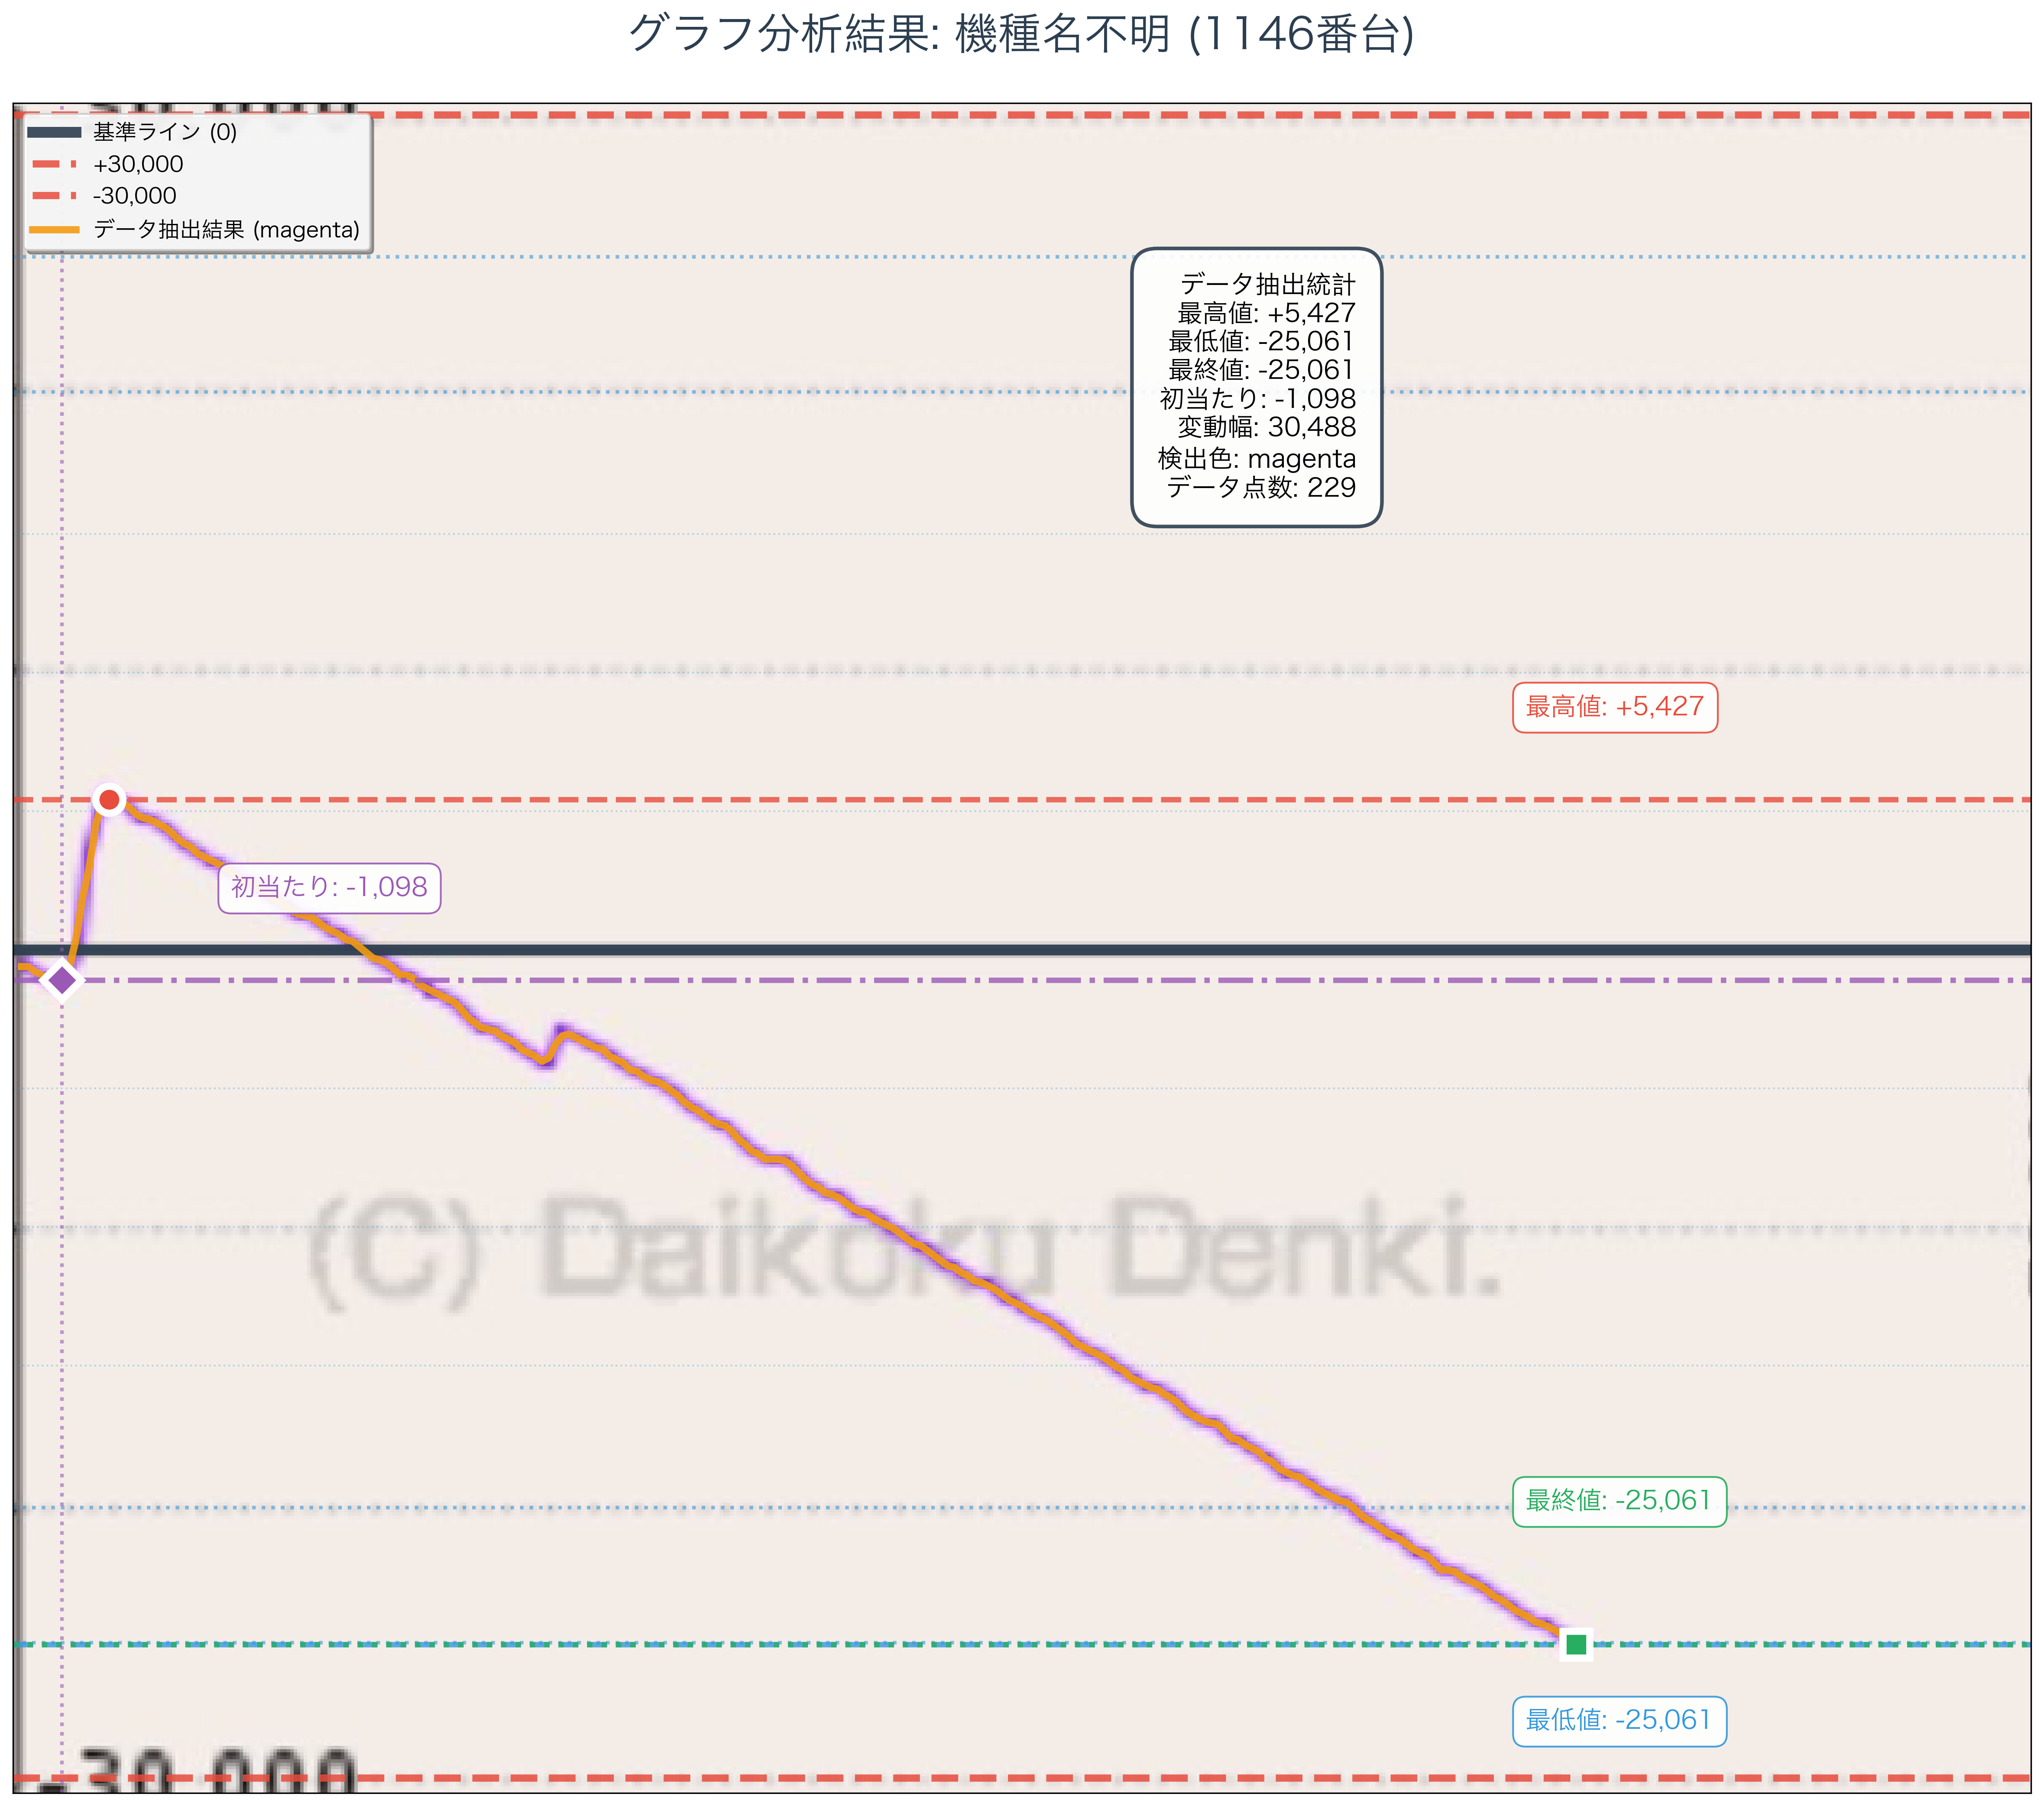 グラフ分析結果: 機種名不明 (1146番台)
基準ライン (0)
+30,000
-30,000
データ抽出結果 (magenta)
データ抽出統計
最高値: +5,427
最低値: -25,061
最終値: -25,061
初当たり: -1,098
変動幅: 30,488
検出色: magenta
データ点数: 229
最高値: +5,427
初当たり: -1,098
(C) Daikoku Denki.
最終値: -25,061
最低値: -25,061
-30,000